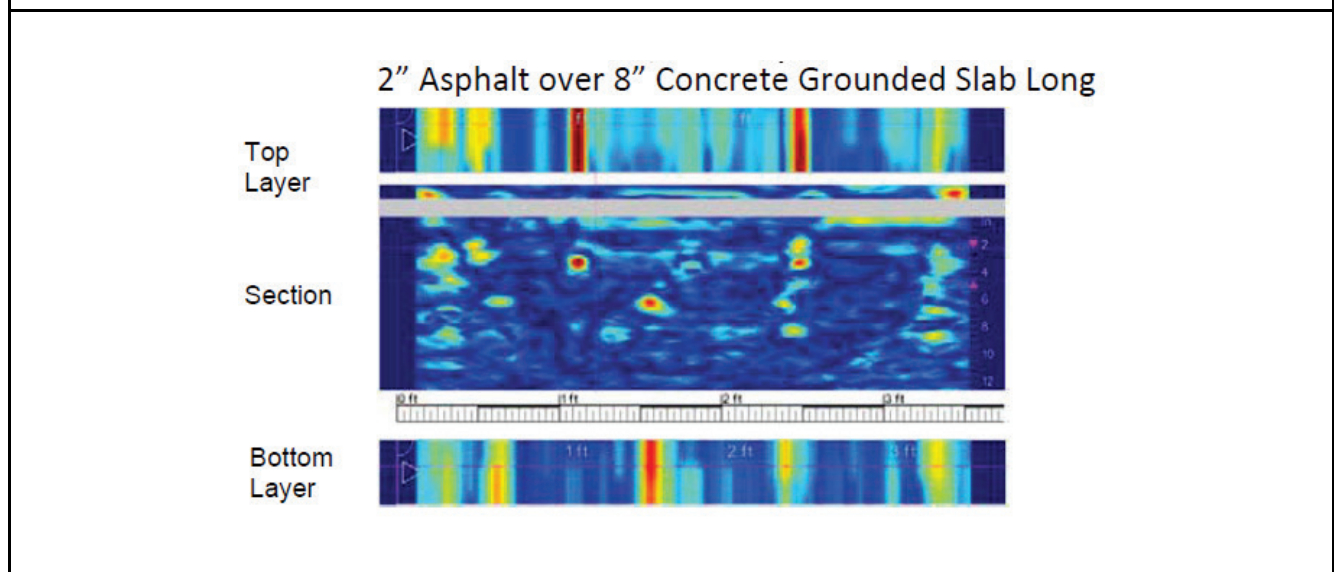 2” Asphalt over 8” Concrete Grounded Slab Long
Top
Layer
Section
in
2
4
6
8
10
12
0 ft
1 ft
2 ft
3 ft
Bottom
Layer
1 ft
2 ft
3 ft